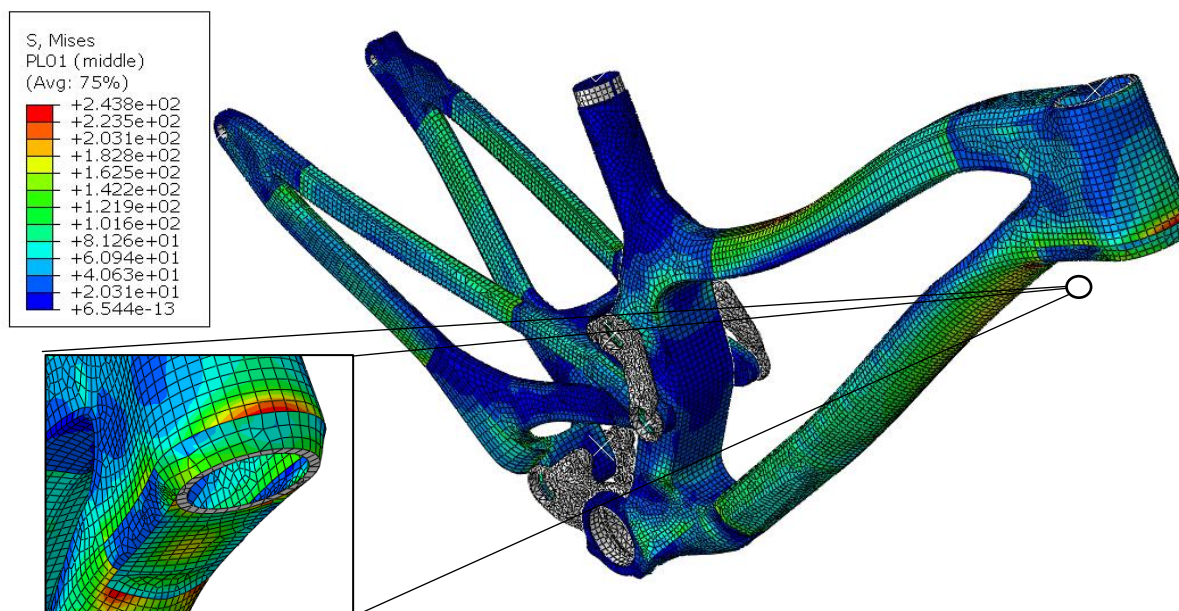 S, Mises
PL01 (middle)
(Avg: 75%)
+2.438e+02
+2.235e+02
+2.031e+02
+1.828e+02
+1.625e+02
+1.422e+02
+1.219e+02
+1.016e+02
+8.126e+01
+6.094e+01
+4.063e+01
+2.031e+01
+6.544e-13